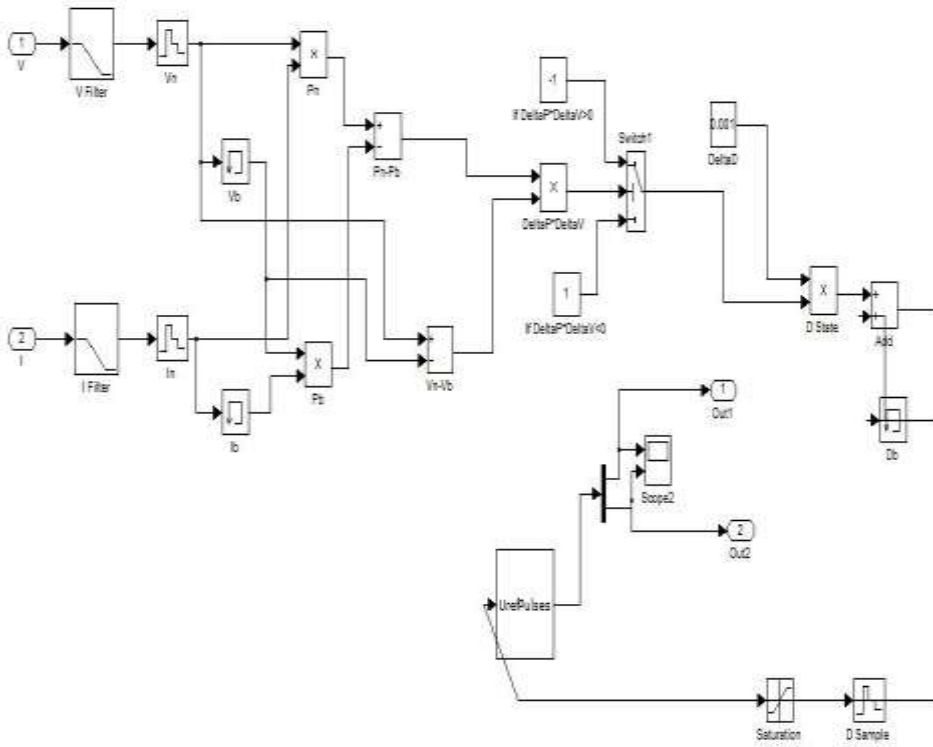 1
V
V Filter
Vn
X
Pn
-1
If DeltaP*DeltaV>0
0.001
DeltaD
Switch1
+
-
Pn-Pb
Vb
X
DeltaP*DeltaV
1
If DeltaP*DeltaV<0
X
D State
+
+
Add
2
I
I Filter
In
X
Pb
+
-
Vn-Vb
Ib
Db
1
Out1
Scope2
2
Out2
Uref Pulses
Saturation
D Sample